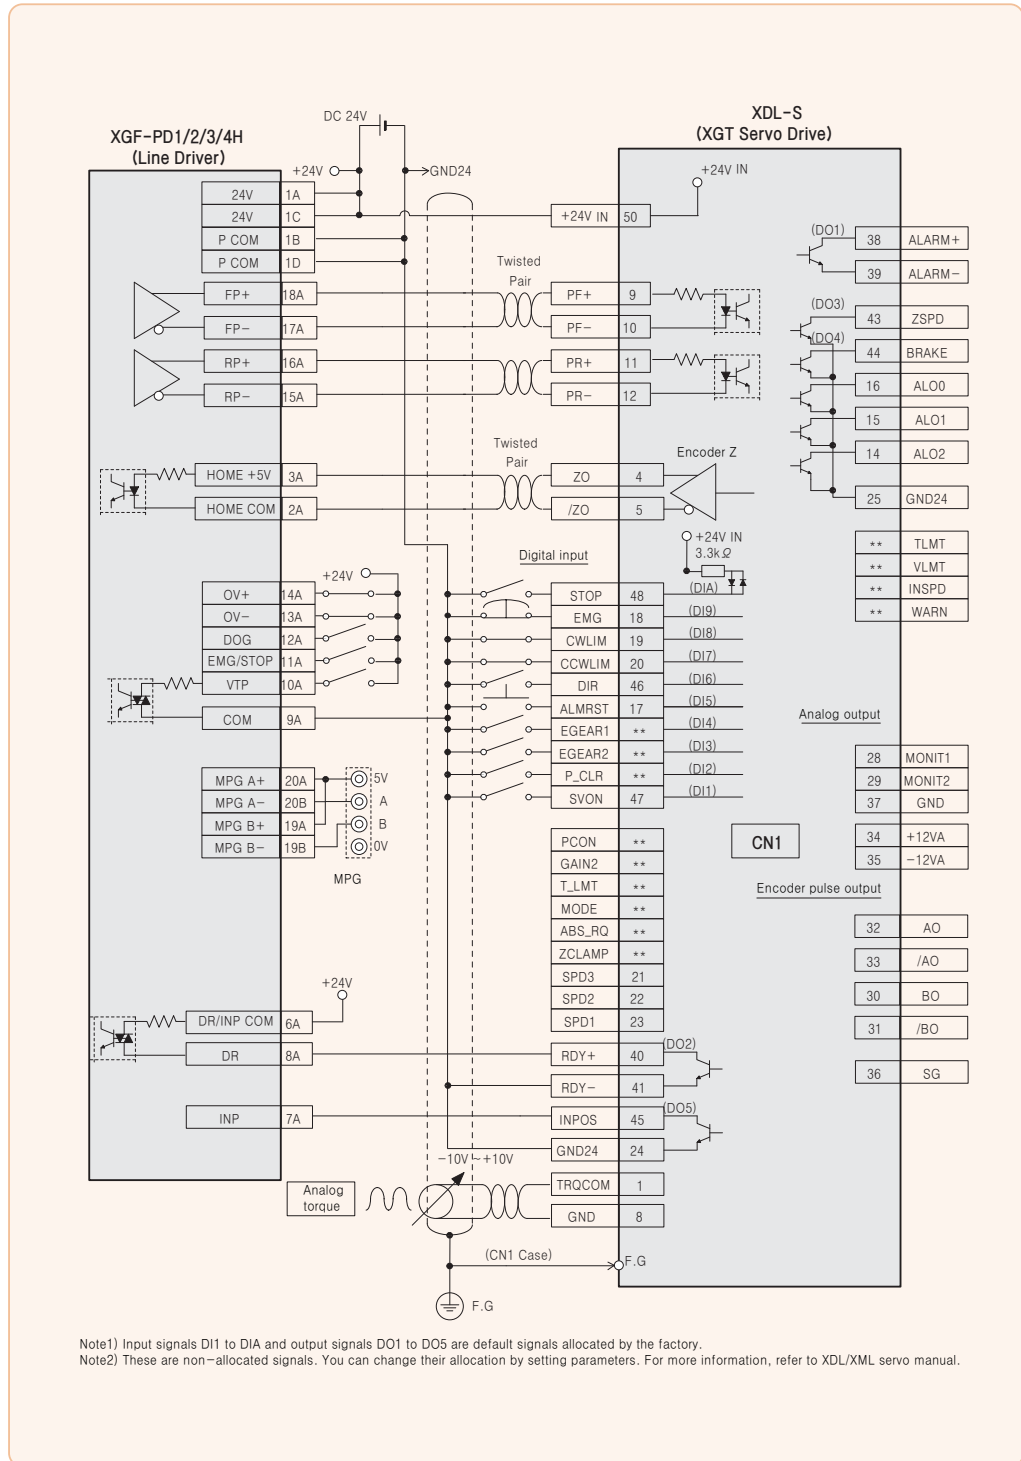 XGF-PD1/2/3/4H
(Line Driver)
DC 24V
+24V
GND24
XDL-S
(XGT Servo Drive)
24V 1A
24V 1C
P COM 1B
P COM 1D
FP+ 18A
FP- 17A
RP+ 16A
RP- 15A
HOME +5V 3A
HOME COM 2A
+24V
OV+ 14A
OV- 13A
DOG 12A
EMG/STOP 11A
VTP 10A
COM 9A
MPG A+ 20A
MPG A- 20B
MPG B+ 19A
MPG B- 19B
5V
A
B
0V
MPG
+24V
DR/INP COM 6A
DR 8A
INP 7A
Analog
torque
-10V ~ +10V
Twisted
Pair
Twisted
Pair
Digital input
+24V IN
+24V IN 50
PF+ 9
PF- 10
PR+ 11
PR- 12
Encoder Z
ZO 4
/ZO 5
+24V IN
3.3kΩ
STOP 48 (DIA)
EMG 18 (DI9)
CWLIM 19 (DI8)
CCWLIM 20 (DI7)
DIR 46 (DI6)
ALMRST 17 (DI5)
EGEAR1 ** (DI4)
EGEAR2 ** (DI3)
P_CLR ** (DI2)
SVON 47 (DI1)
PCON **
GAIN2 **
T_LMT **
MODE **
ABS_RQ **
ZCLAMP **
SPD3 21
SPD2 22
SPD1 23
RDY+ 40 (DO2)
RDY- 41
INPOS 45 (DO5)
GND24 24
TRQCOM 1
GND 8
(CN1 Case)
F.G
F.G
(DO1)
38 ALARM+
39 ALARM-
(DO3)
43 ZSPD
(DO4)
44 BRAKE
16 ALO0
15 ALO1
14 ALO2
25 GND24
** TLMT
** VLMT
** INSPD
** WARN
Analog output
28 MONIT1
29 MONIT2
37 GND
34 +12VA
35 -12VA
CN1
Encoder pulse output
32 AO
33 /AO
30 BO
31 /BO
36 SG
Note1) Input signals DI1 to DIA and output signals DO1 to DO5 are default signals allocated by the factory.
Note2) These are non-allocated signals. You can change their allocation by setting parameters. For more information, refer to XDL/XML servo manual.